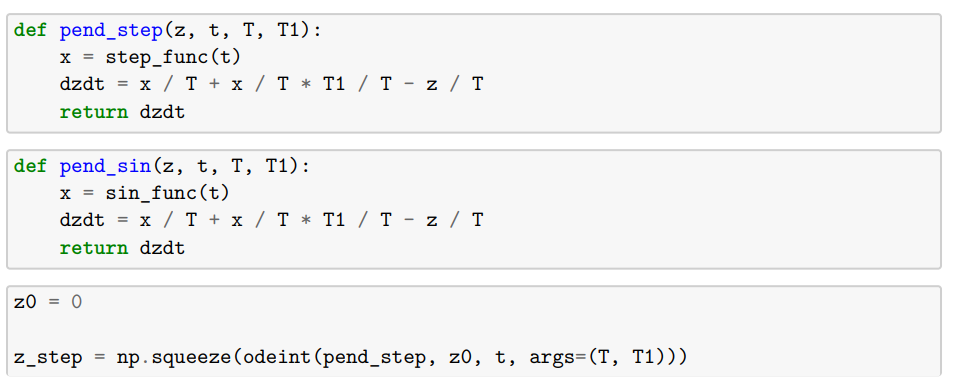 def pend_step(z, t, T, T1):
    x = step_func(t)
    dzdt = x / T + x / T * T1 / T - z / T
    return dzdt
def pend_sin(z, t, T, T1):
    x = sin_func(t)
    dzdt = x / T + x / T * T1 / T - z / T
    return dzdt
z0 = 0
z_step = np.squeeze(odeint(pend_step, z0, t, args=(T, T1)))